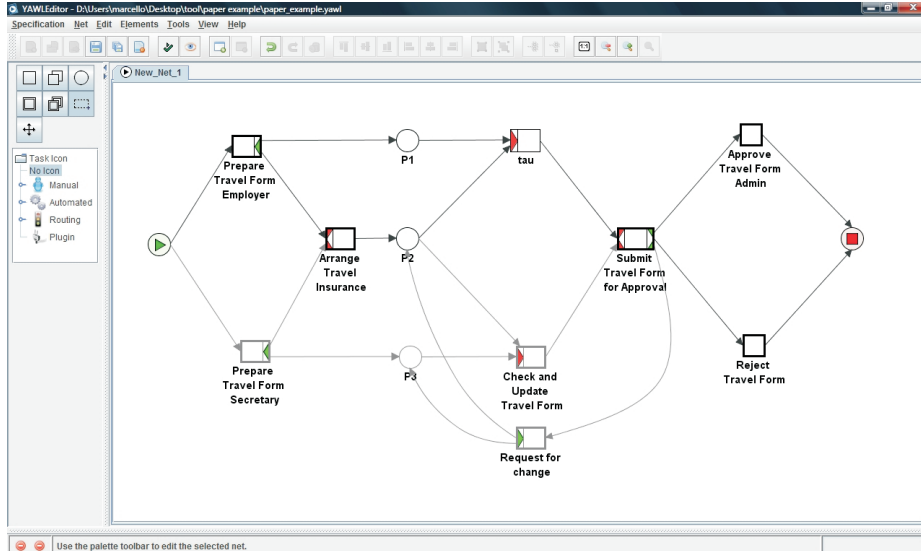 YAWLEditor - D:\Users\marcello\Desktop\tool\paper example\paper_example.yawl
Specification Net Edit Elements Tools View Help
New_Net_1
Task Icon
No Icon
Manual
Automated
Routing
Plugin
Prepare
Travel Form
Employer
P1
tau
Approve
Travel Form
Admin
Arrange
Travel
Insurance
P2
Submit
Travel Form
for Approval
Prepare
Travel Form
Secretary
P3
Check and
Update
Travel Form
Reject
Travel Form
Request for
change
Use the palette toolbar to edit the selected net.